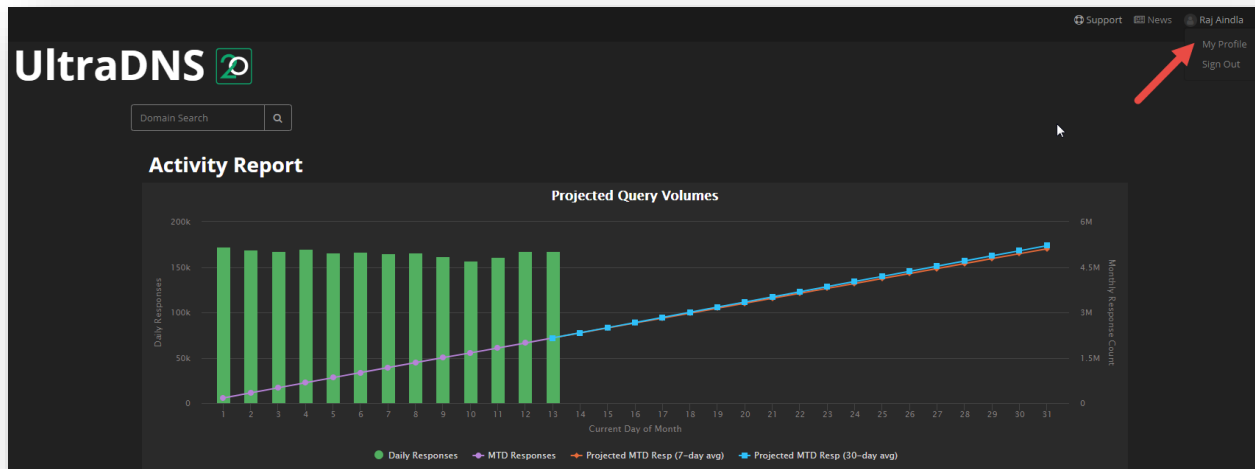 Support News Raj Aindla
My Profile
Sign Out
UltraDNS 20
Domain Search
Activity Report
Projected Query Volumes
200k 6M
150k 4.5M
100k 3M
50k 1.5M
0 0
Daily Responses
Monthly Response Count
1 2 3 4 5 6 7 8 9 10 11 12 13 14 15 16 17 18 19 20 21 22 23 24 25 26 27 28 29 30 31
Current Day of Month
Daily Responses MTD Responses Projected MTD Resp (7-day avg) Projected MTD Resp (30-day avg)